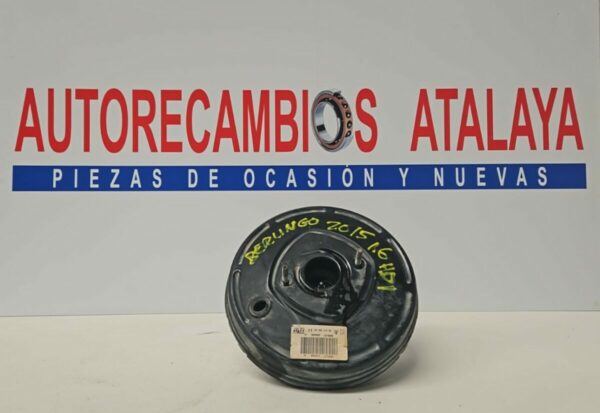 AUTORECAMBIOS ATALAYA
PIEZAS DE OCASIÓN Y NUEVAS
BERLINGO 2015 1.6 HDI